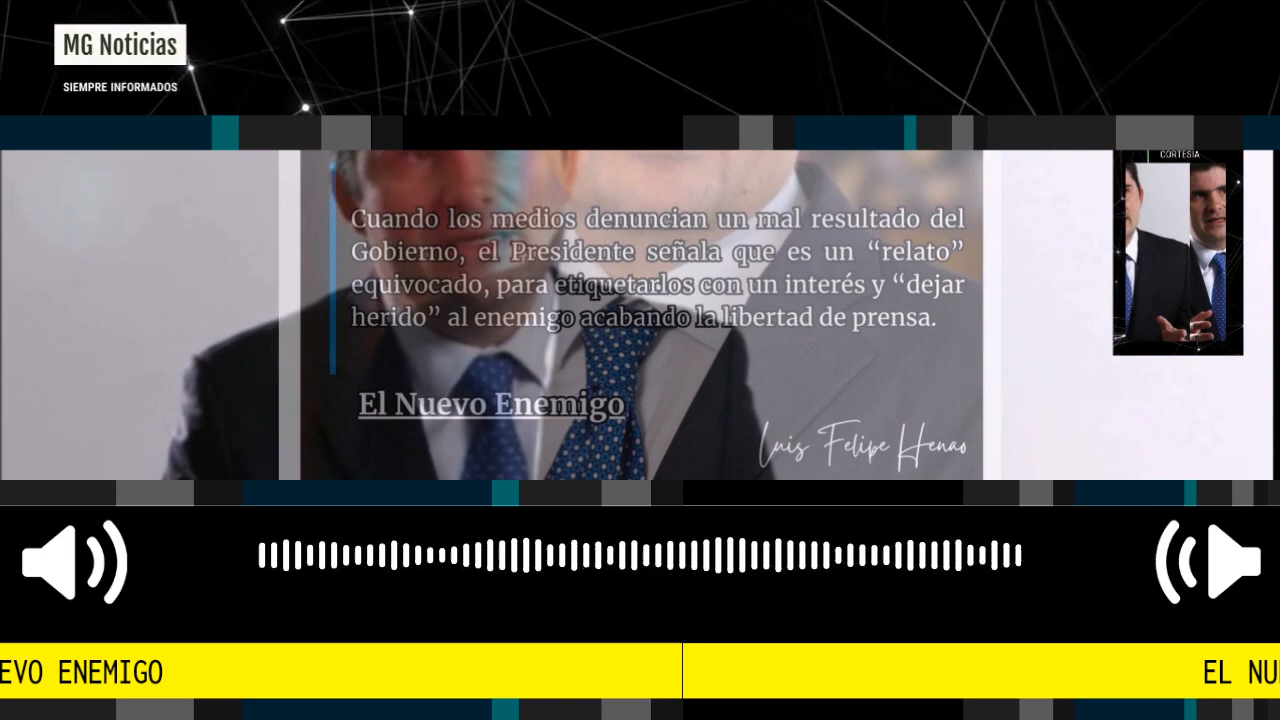 MG Noticias
SIEMPRE INFORMADOS
CORTESÍA
Cuando los medios denuncian un mal resultado del
Gobierno, el Presidente señala que es un “relato”
equivocado, para etiquetarlos con un interés y “dejar
herido” al enemigo acabando la libertad de prensa.
El Nuevo Enemigo
Luis Felipe Henao
EVO ENEMIGO
EL NU